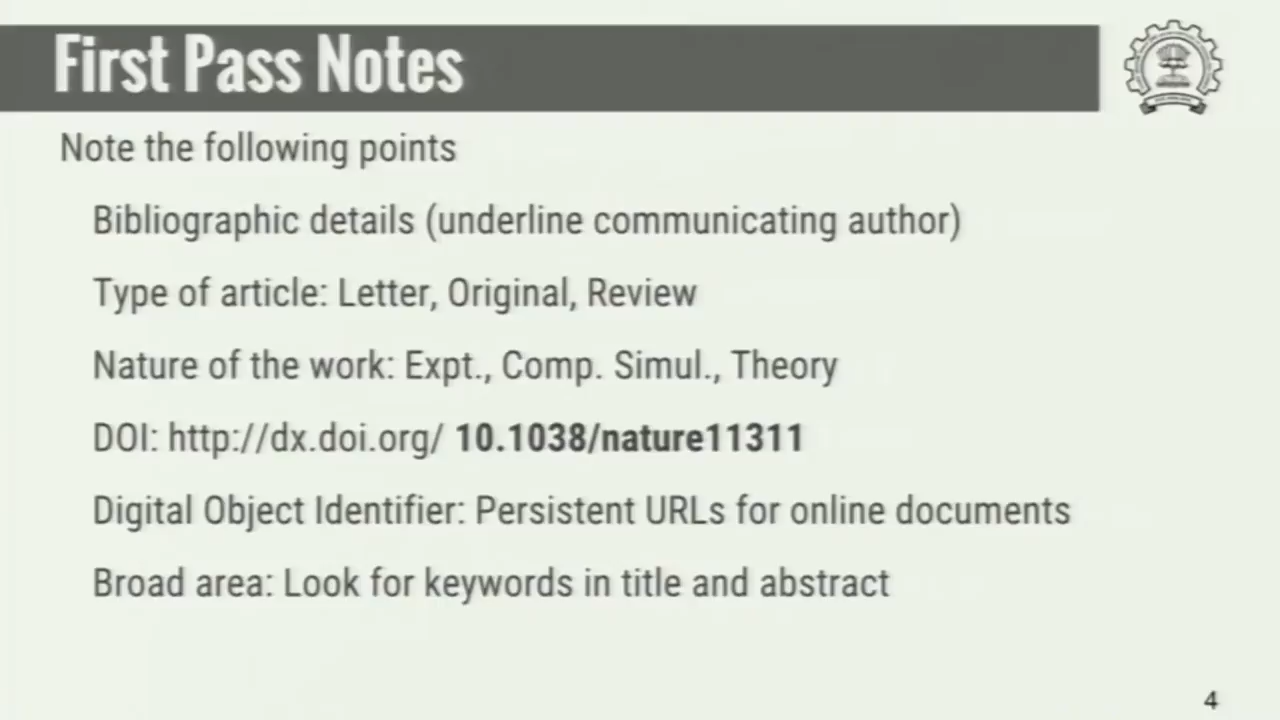 First Pass Notes
Note the following points
Bibliographic details (underline communicating author)
Type of article: Letter, Original, Review
Nature of the work: Expt., Comp. Simul., Theory
DOI: http://dx.doi.org/ 10.1038/nature11311
Digital Object Identifier: Persistent URLs for online documents
Broad area: Look for keywords in title and abstract
4